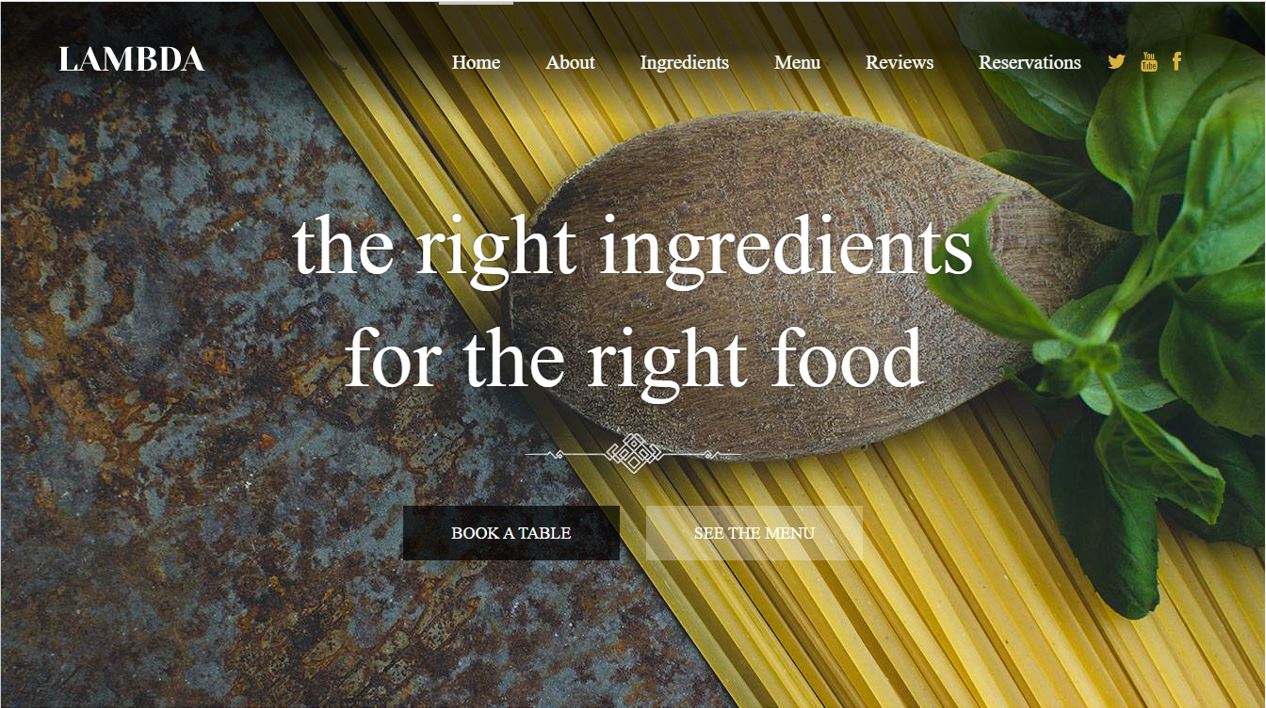 LAMBDA
Home About Ingredients Menu Reviews Reservations
You
Tube
the right ingredients
for the right food
BOOK A TABLE SEE THE MENU